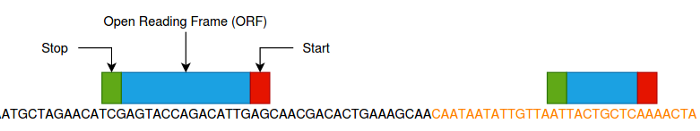 Open Reading Frame (ORF)
Stop
Start
ATGCTAGAACATCGAGTACCAGACATTGAGCAACGACACTGAAAGCAACAATAATATTGTTAATTACTGCTCAAAACTA